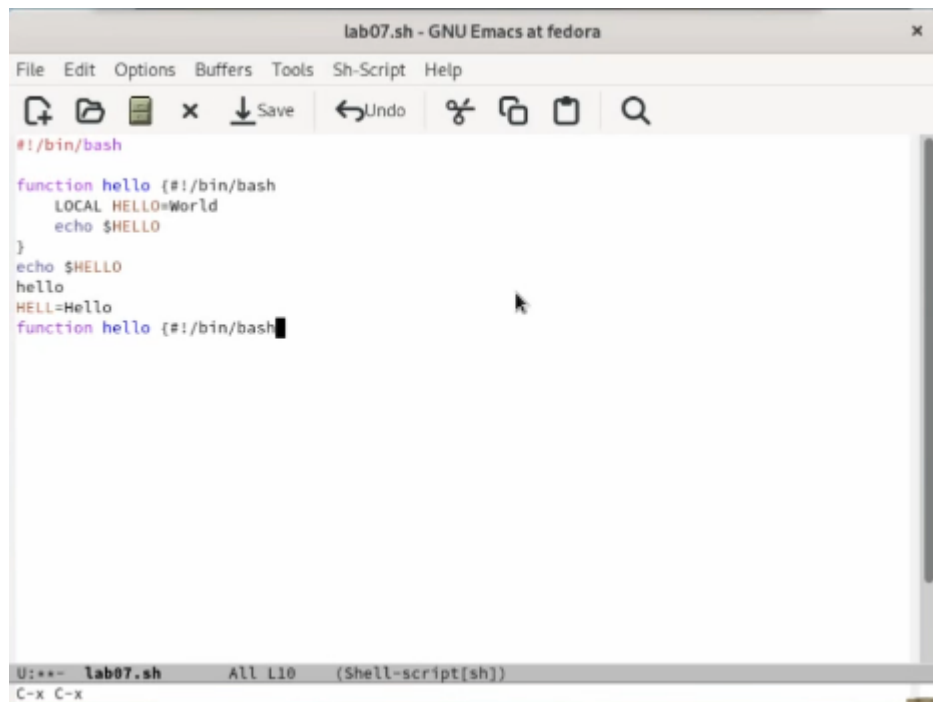 lab07.sh - GNU Emacs at fedora
File Edit Options Buffers Tools Sh-Script Help
Save Undo
#!/bin/bash
function hello {#!/bin/bash
    LOCAL HELLO=World
    echo $HELLO
}
echo $HELLO
hello
HELL=Hello
function hello {#!/bin/bash
U:**- lab07.sh All L10 (Shell-script[sh])
C-x C-x